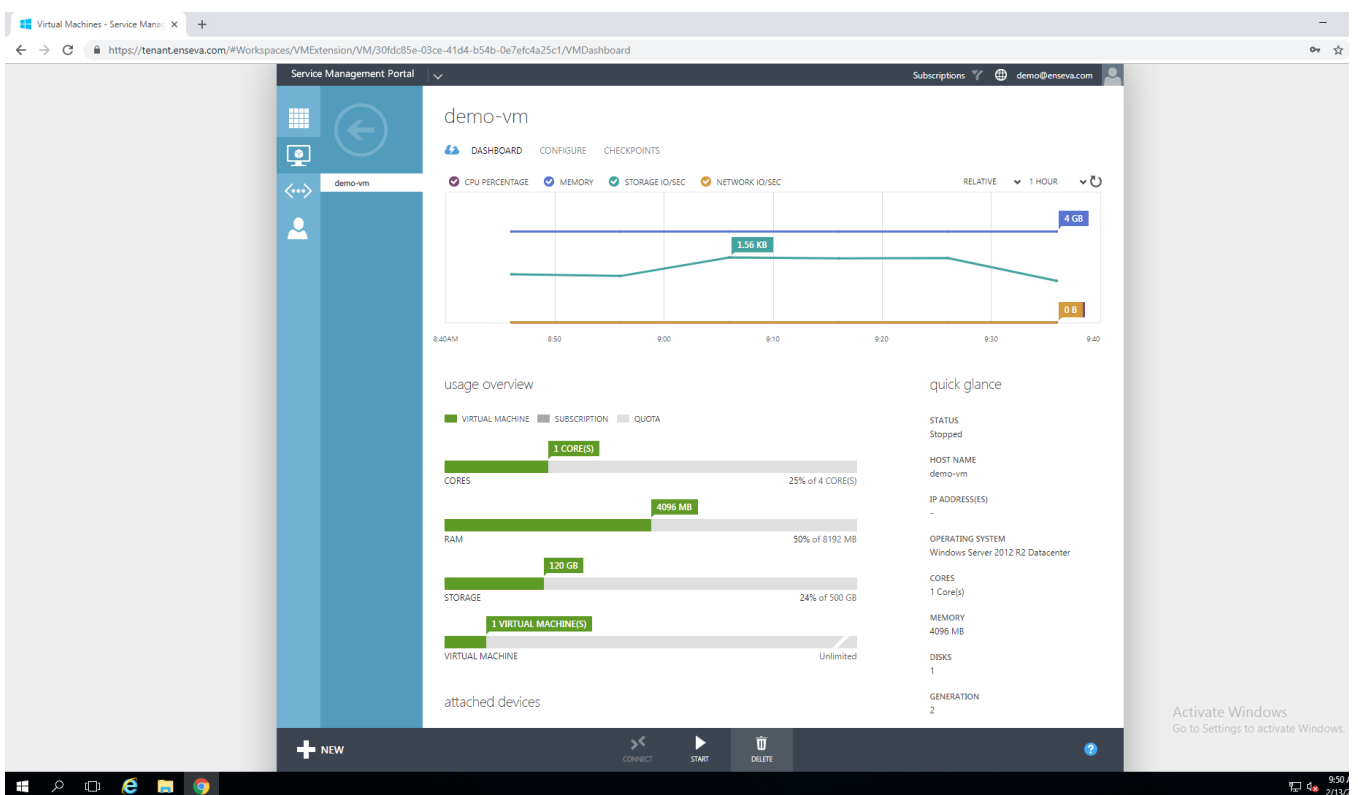 Virtual Machines - Service Manag
https://tenant.enseva.com/#Workspaces/VMExtension/VM/30fdc85e-03ce-41d4-b54b-0e7efc4a25c1/VMDashboard
Service Management Portal
Subscriptions
demo@enseva.com
demo-vm
demo-vm
DASHBOARD CONFIGURE CHECKPOINTS
CPU PERCENTAGE MEMORY STORAGE IO/SEC NETWORK IO/SEC RELATIVE 1 HOUR
4 GB
1.56 KB
0 B
8:40AM 8:50 9:00 9:10 9:20 9:30 9:40
usage overview
VIRTUAL MACHINE SUBSCRIPTION QUOTA
1 CORE(S)
CORES 25% of 4 CORE(S)
4096 MB
RAM 50% of 8192 MB
120 GB
STORAGE 24% of 500 GB
1 VIRTUAL MACHINE(S)
VIRTUAL MACHINE Unlimited
attached devices
quick glance
STATUS
Stopped
HOST NAME
demo-vm
IP ADDRESS(ES)
-
OPERATING SYSTEM
Windows Server 2012 R2 Datacenter
CORES
1 Core(s)
MEMORY
4096 MB
DISKS
1
GENERATION
2
Activate Windows
Go to Settings to activate Windows.
NEW
CONNECT START DELETE
?
9:50 A
2/13/2